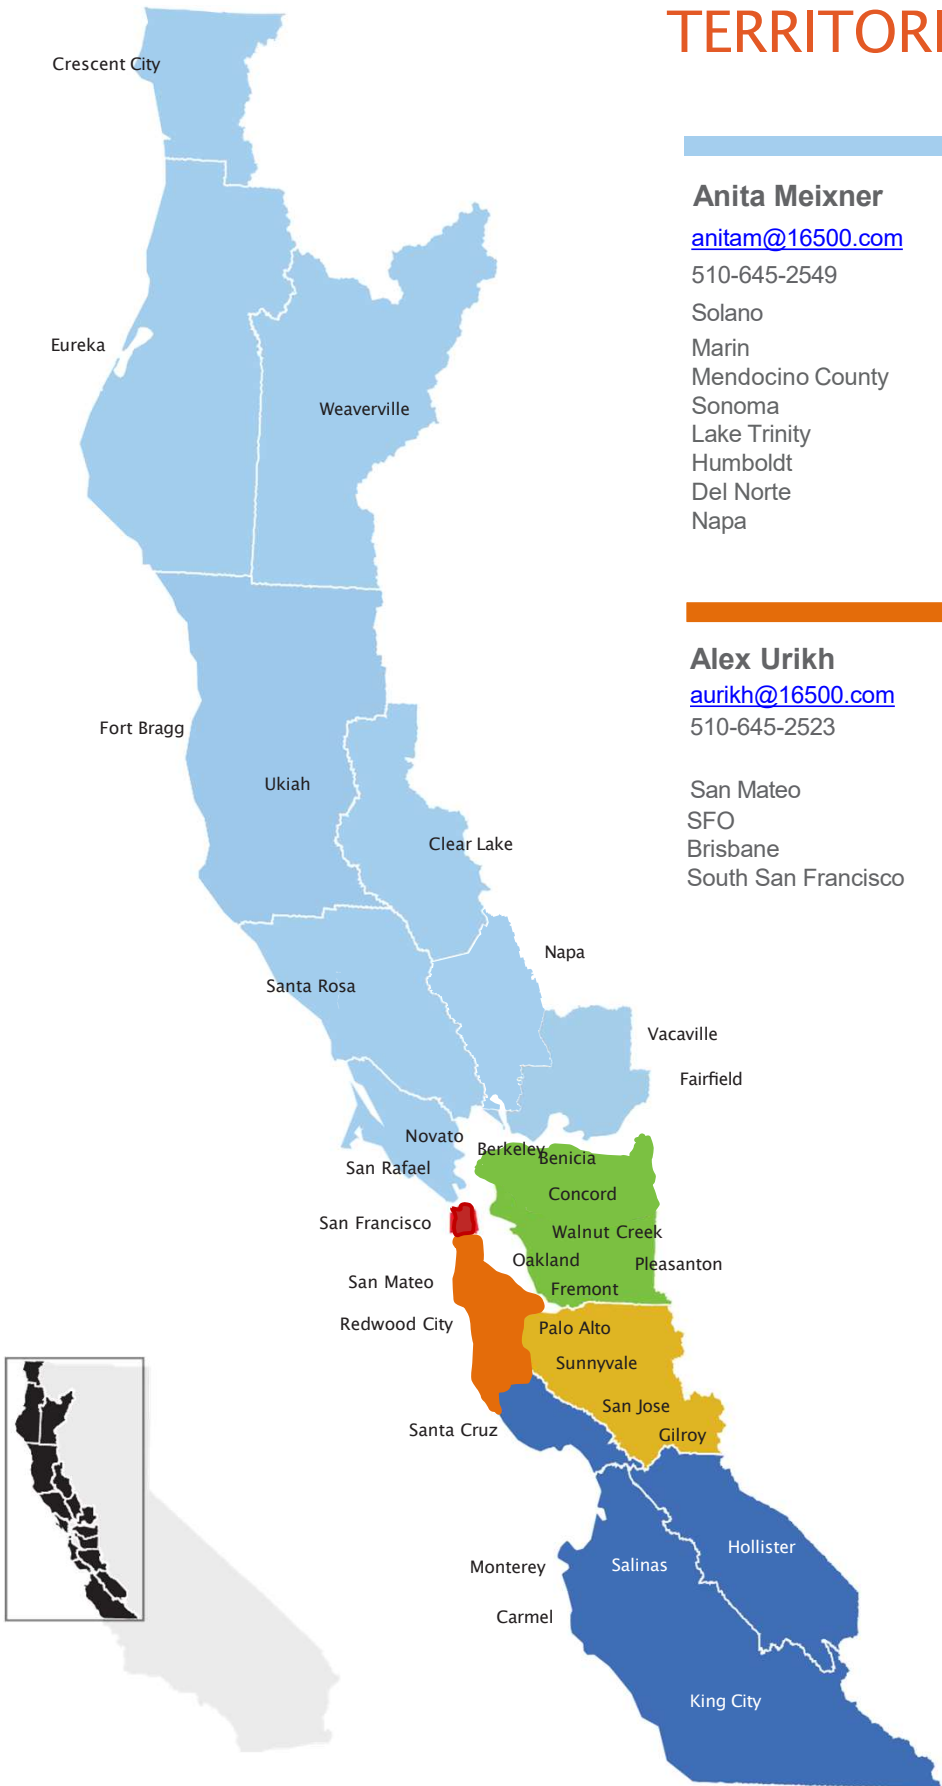 TERRITORI
Crescent City
Anita Meixner
anitam@16500.com
510-645-2549
Solano
Marin
Mendocino County
Sonoma
Lake Trinity
Humboldt
Del Norte
Napa
Eureka
Weaverville
Alex Urikh
aurikh@16500.com
510-645-2523
San Mateo
SFO
Brisbane
South San Francisco
Fort Bragg
Ukiah
Clear Lake
Napa
Santa Rosa
Vacaville
Fairfield
Novato
Berkeley
Benicia
San Rafael
Concord
San Francisco
Walnut Creek
Oakland
Pleasanton
San Mateo
Fremont
Redwood City
Palo Alto
Sunnyvale
San Jose
Santa Cruz
Gilroy
Hollister
Monterey
Salinas
Carmel
King City